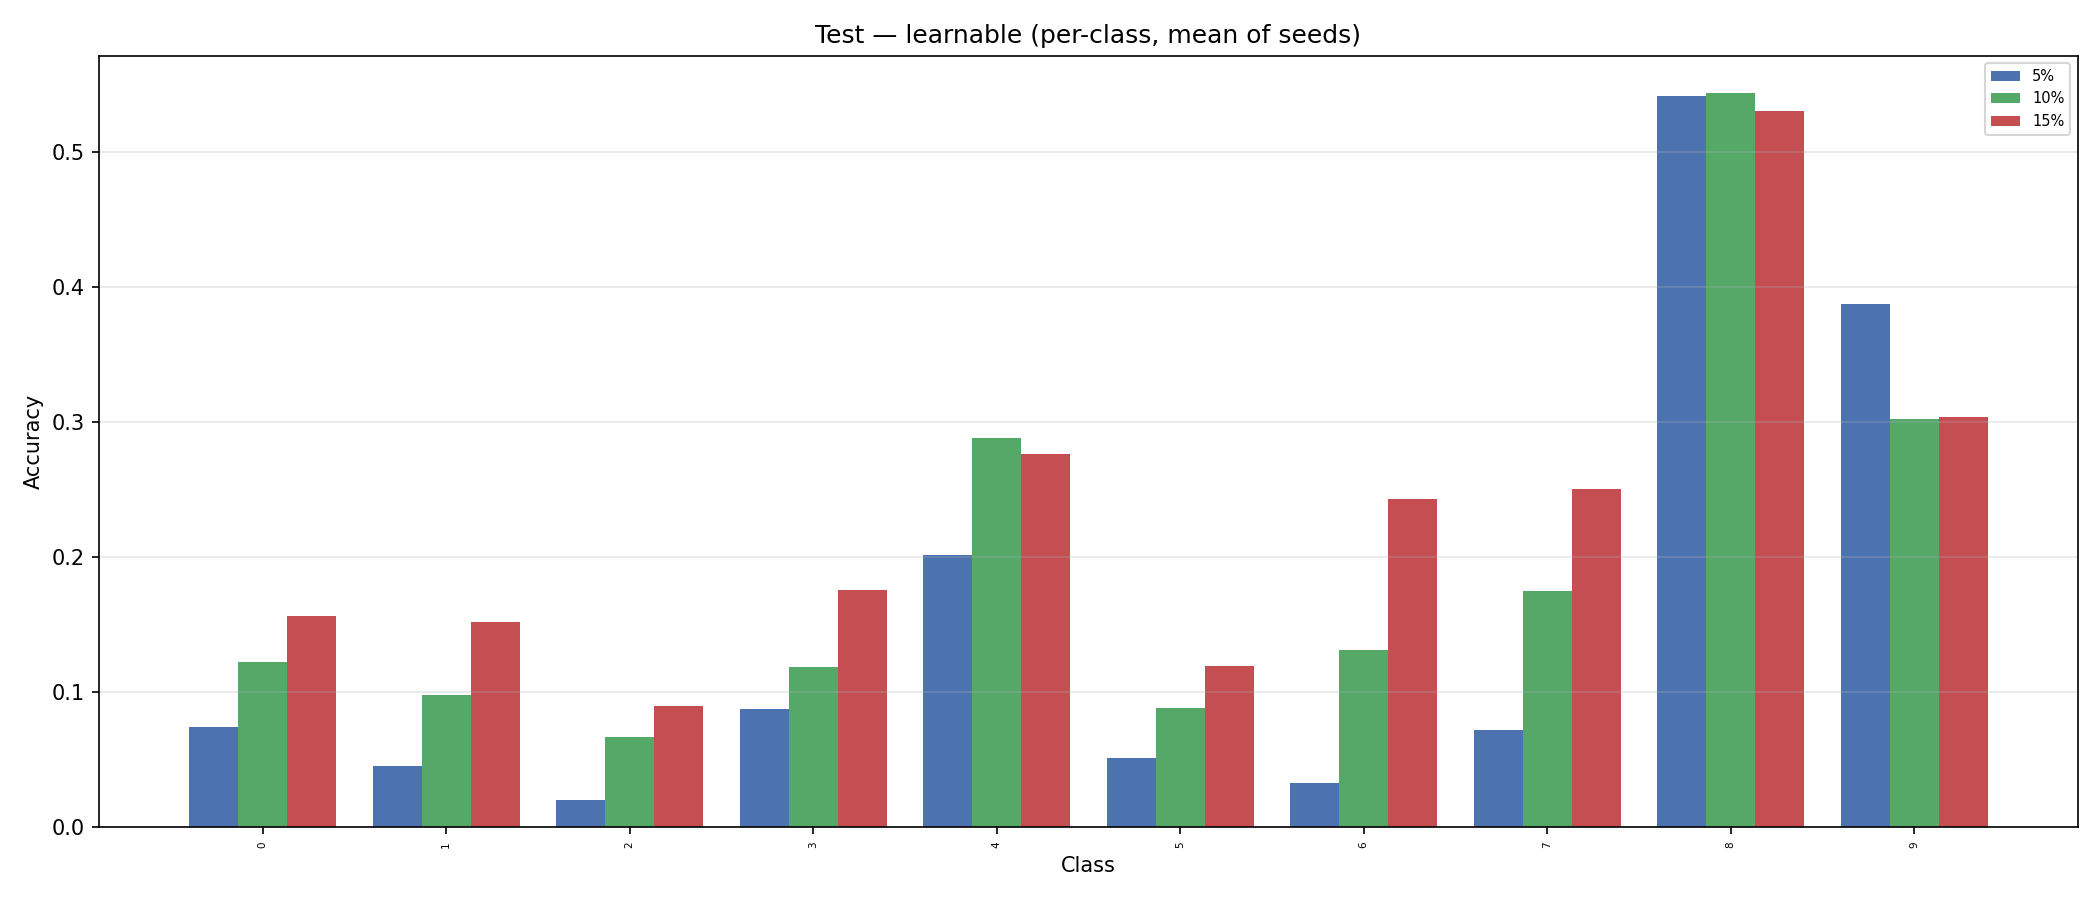 Test — learnable (per-class, mean of seeds)
5%
10%
15%
Accuracy
0.5
0.4
0.3
0.2
0.1
0.0
0 1 2 3 4 5 6 7 8 9
Class